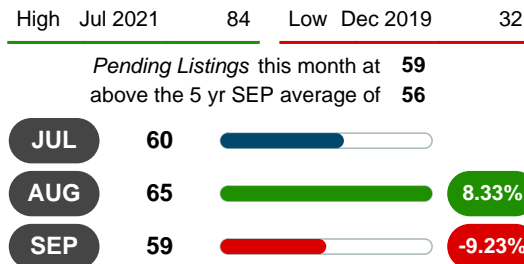 High Jul 2021 84 Low Dec 2019 32
Pending Listings this month at 59
above the 5 yr SEP average of 56
JUL 60
AUG 65 8.33%
SEP 59 -9.23%